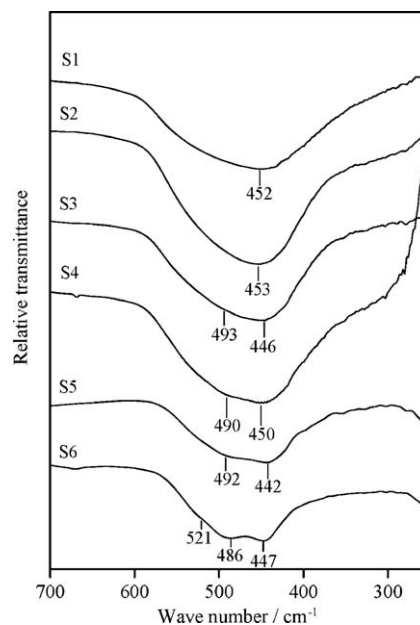 S1
452
S2
453
S3
493
446
S4
490
450
S5
492
442
S6
521
486
447
Relative transmittance
700
600
500
400
300
Wave number / cm⁻¹